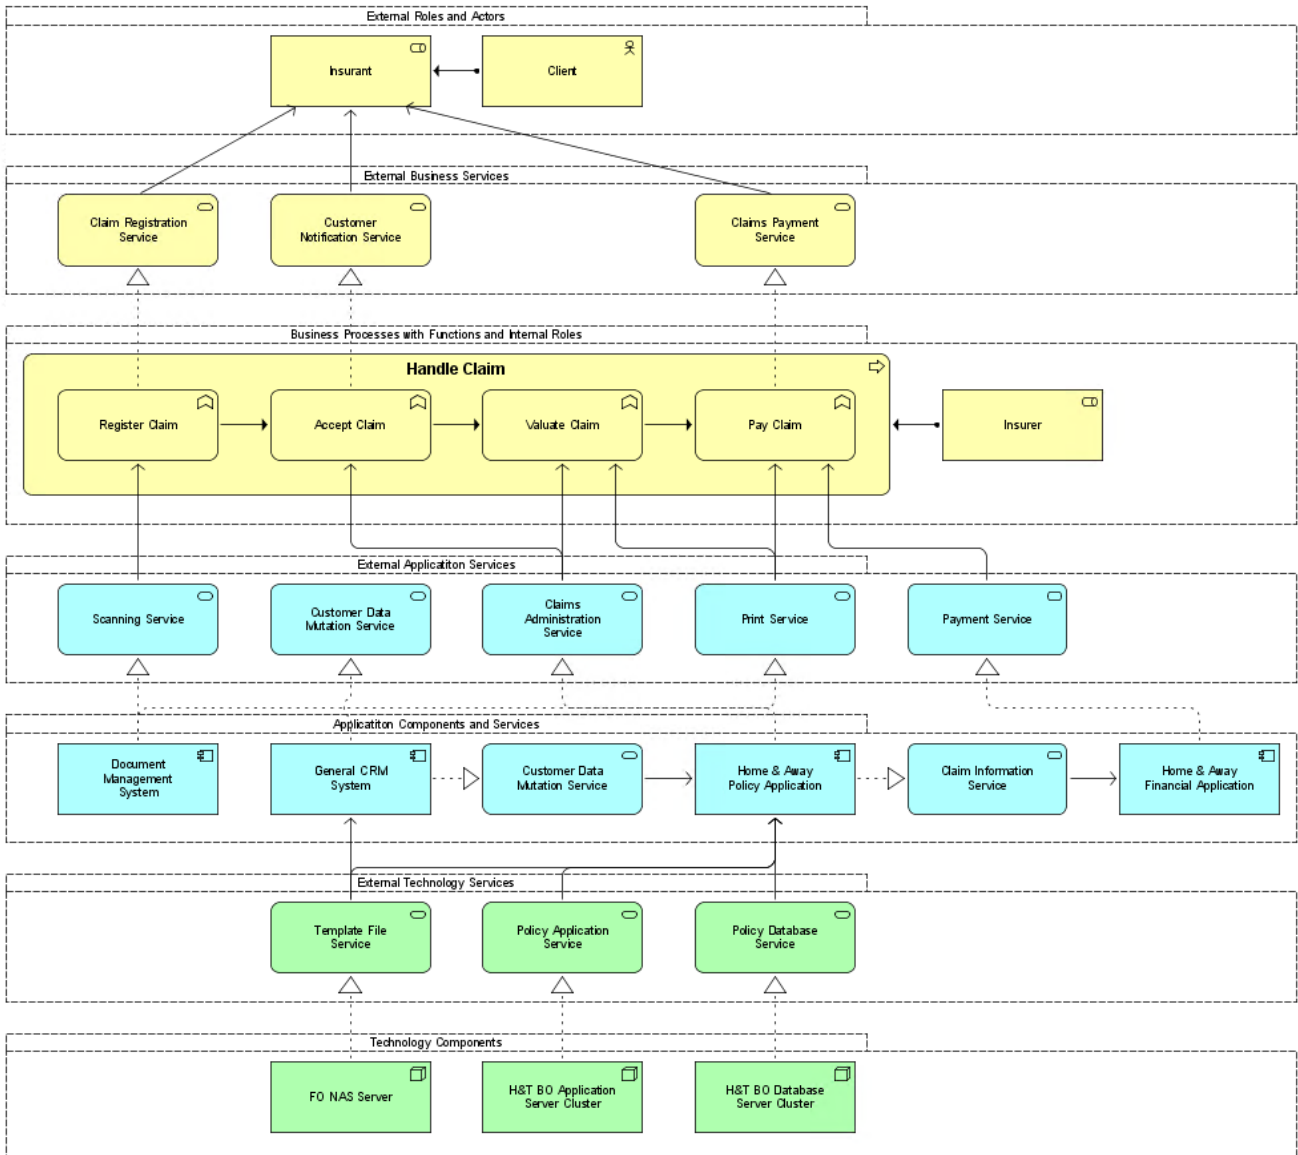 External Roles and Actors
Insurant
Client
External Business Services
Claim Registration
Service
Customer
Notification Service
Claims Payment
Service
Business Processes with Functions and Internal Roles
Handle Claim
Register Claim
Accept Claim
Valuate Claim
Pay Claim
Insurer
External Applicatiton Services
Scanning Service
Customer Data
Mutation Service
Claims
Administration
Service
Print Service
Payment Service
Applicatiton Components and Services
Document
Management
System
General CRM
System
Customer Data
Mutation Service
Home & Away
Policy Application
Claim Information
Service
Home & Away
Financial Application
External Technology Services
Template File
Service
Policy Application
Service
Policy Database
Service
Technology Components
FO NAS Server
H&T BO Application
Server Cluster
H&T BO Database
Server Cluster